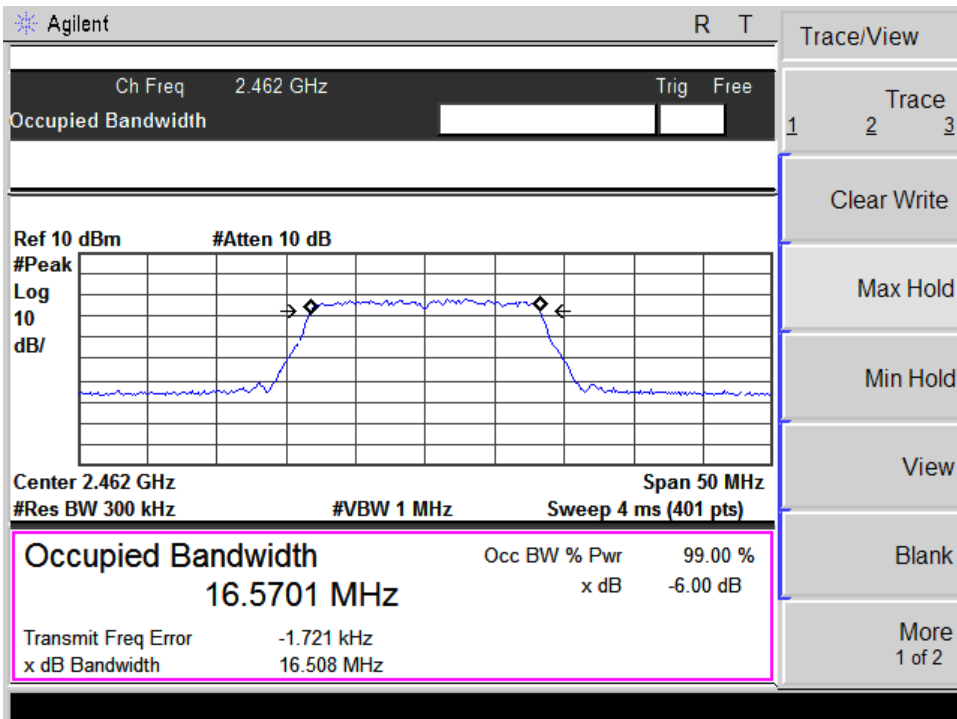 Agilent R T
Trace/View
Ch Freq 2.462 GHz Trig Free
Occupied Bandwidth
Trace
1 2 3
Clear Write
Ref 10 dBm #Atten 10 dB
#Peak
Log
10
dB/
Max Hold
Min Hold
View
Center 2.462 GHz Span 50 MHz
#Res BW 300 kHz #VBW 1 MHz Sweep 4 ms (401 pts)
Occupied Bandwidth
16.5701 MHz
Occ BW % Pwr 99.00 %
x dB -6.00 dB
Transmit Freq Error -1.721 kHz
x dB Bandwidth 16.508 MHz
Blank
More
1 of 2